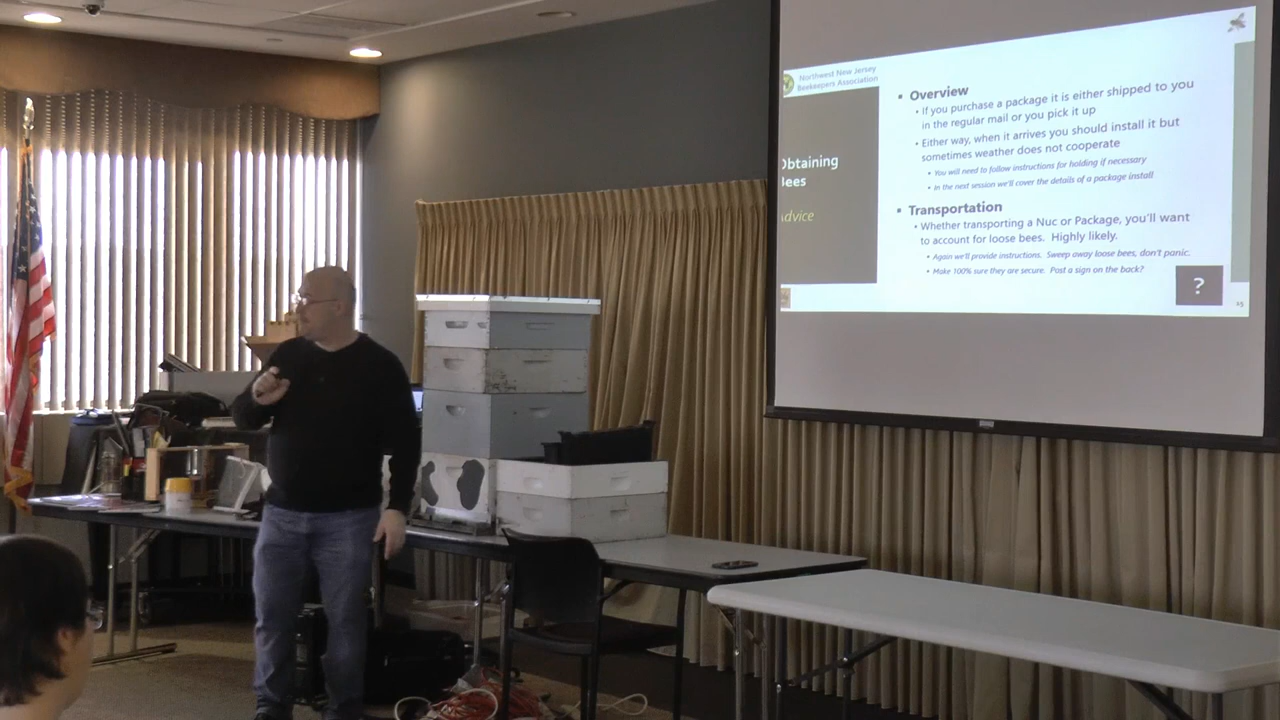 Northwest New Jersey
Beekeepers Association
Obtaining
Bees
Advice
▪ Overview
• If you purchase a package it is either shipped to you
in the regular mail or you pick it up
• Either way, when it arrives you should install it but
sometimes weather does not cooperate
• You will need to follow instructions for holding if necessary
• In the next session we'll cover the details of a package install
▪ Transportation
• Whether transporting a Nuc or Package, you'll want
to account for loose bees. Highly likely.
• Again we'll provide instructions. Sweep away loose bees, don't panic.
• Make 100% sure they are secure. Post a sign on the back?
?